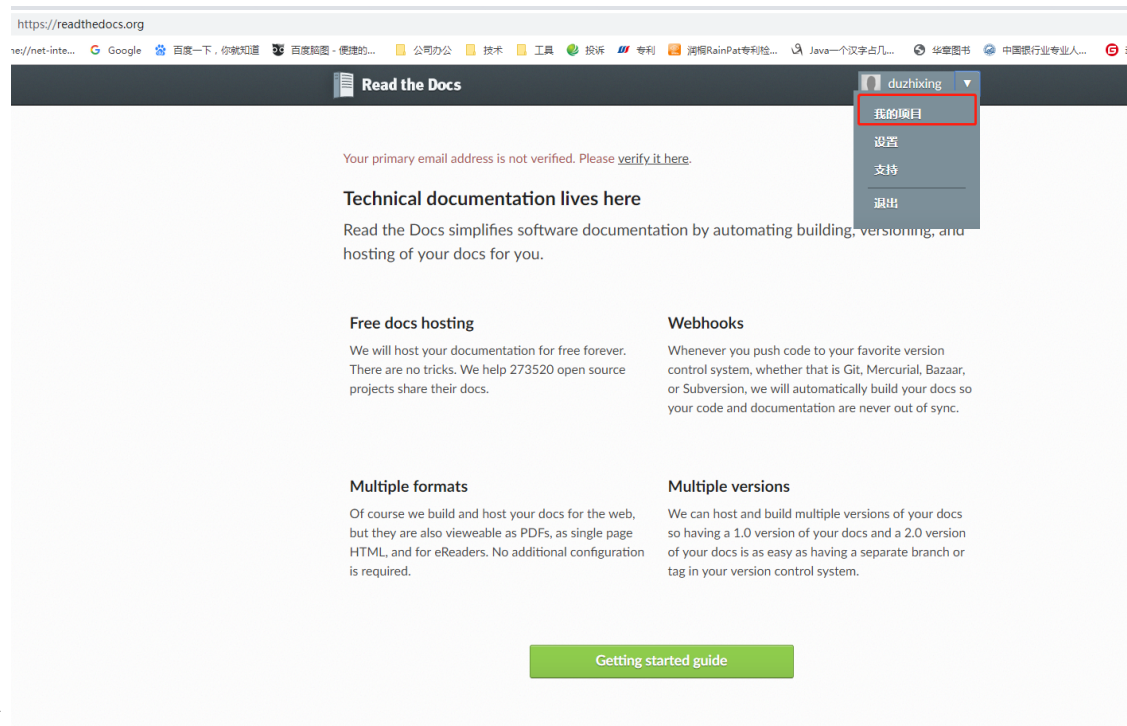 https://readthedocs.org
ne://net-inte... Google 百度一下，你就知道 百度脑图 - 便捷的... 公司办公 技术 工具 投诉 专利 润桐RainPat专利检... Java一个汉字占几... 华章图书 中国银行业专业人...
Read the Docs
duzhixing
我的项目
设置
支持
退出
Your primary email address is not verified. Please verify it here.
Technical documentation lives here
Read the Docs simplifies software documentation by automating building, versioning, and
hosting of your docs for you.
Free docs hosting
We will host your documentation for free forever.
There are no tricks. We help 273520 open source
projects share their docs.
Webhooks
Whenever you push code to your favorite version
control system, whether that is Git, Mercurial, Bazaar,
or Subversion, we will automatically build your docs so
your code and documentation are never out of sync.
Multiple formats
Of course we build and host your docs for the web,
but they are also vieweable as PDFs, as single page
HTML, and for eReaders. No additional configuration
is required.
Multiple versions
We can host and build multiple versions of your docs
so having a 1.0 version of your docs and a 2.0 version
of your docs is as easy as having a separate branch or
tag in your version control system.
Getting started guide